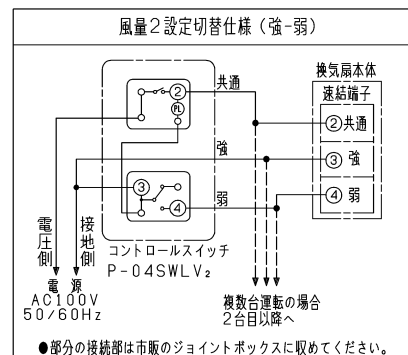 風量2設定切替仕様（強-弱）
換気扇本体
速結端子
共通
②
PL
②共通
強
③強
③
弱
④
④弱
電圧側
接地側
コントロールスイッチ
P-04SWLV₂
電源
AC100V
50/60Hz
複数台運転の場合
2台目以降へ
●部分の接続部は市販のジョイントボックスに収めてください。